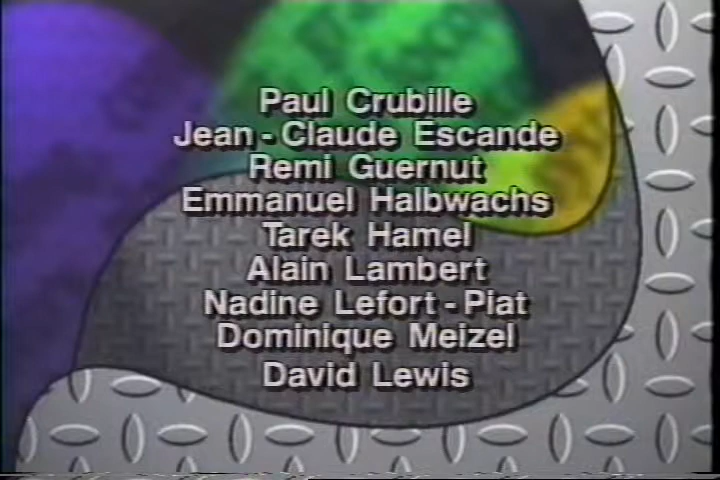 Paul Crubille
Jean-Claude Escande
Remi Guernut
Emmanuel Halbwachs
Tarek Hamel
Alain Lambert
Nadine Lefort-Piat
Dominique Meizel
David Lewis